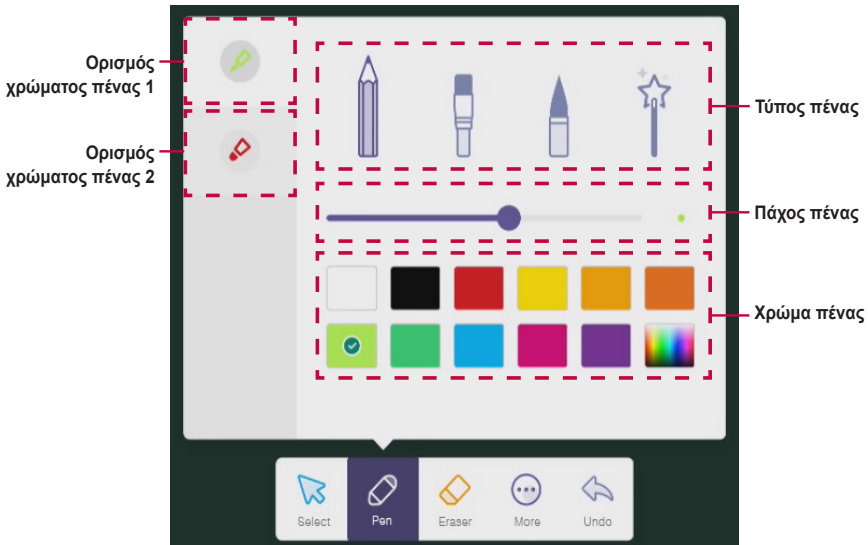 Ορισμός
χρώματος πένας 1
Ορισμός
χρώματος πένας 2
Τύπος πένας
Πάχος πένας
Χρώμα πένας
Select
Pen
Eraser
More
Undo